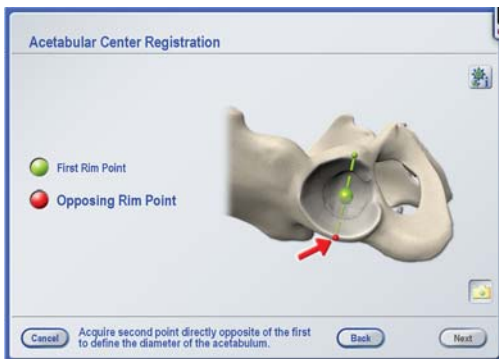 Acetabular Center Registration
First Rim Point
Opposing Rim Point
Cancel
Acquire second point directly opposite of the first
to define the diameter of the acetabulum.
Back
Next